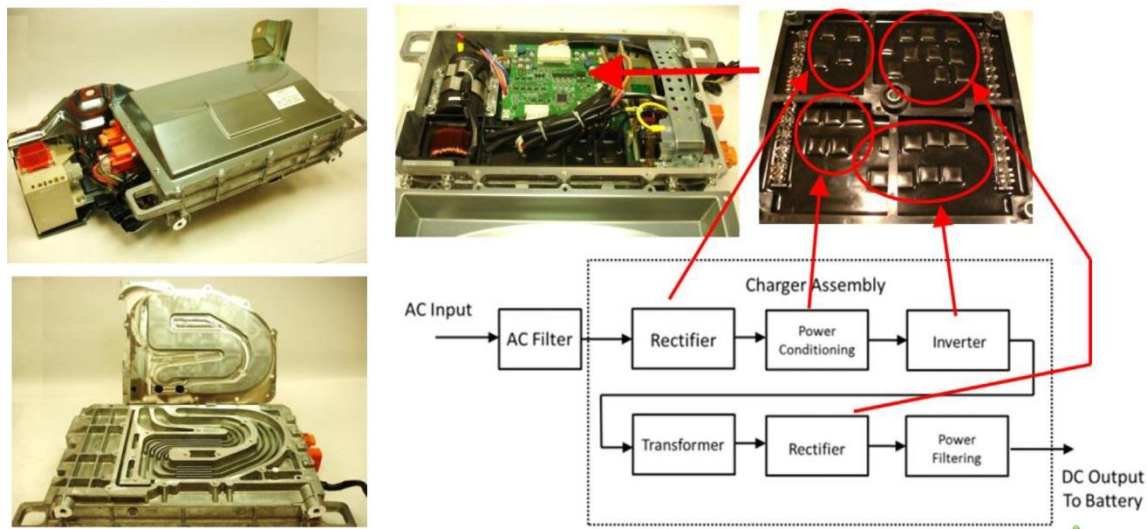 Charger Assembly
AC Input
AC Filter
Rectifier
Power
Conditioning
Inverter
Transformer
Rectifier
Power
Filtering
DC Output
To Battery